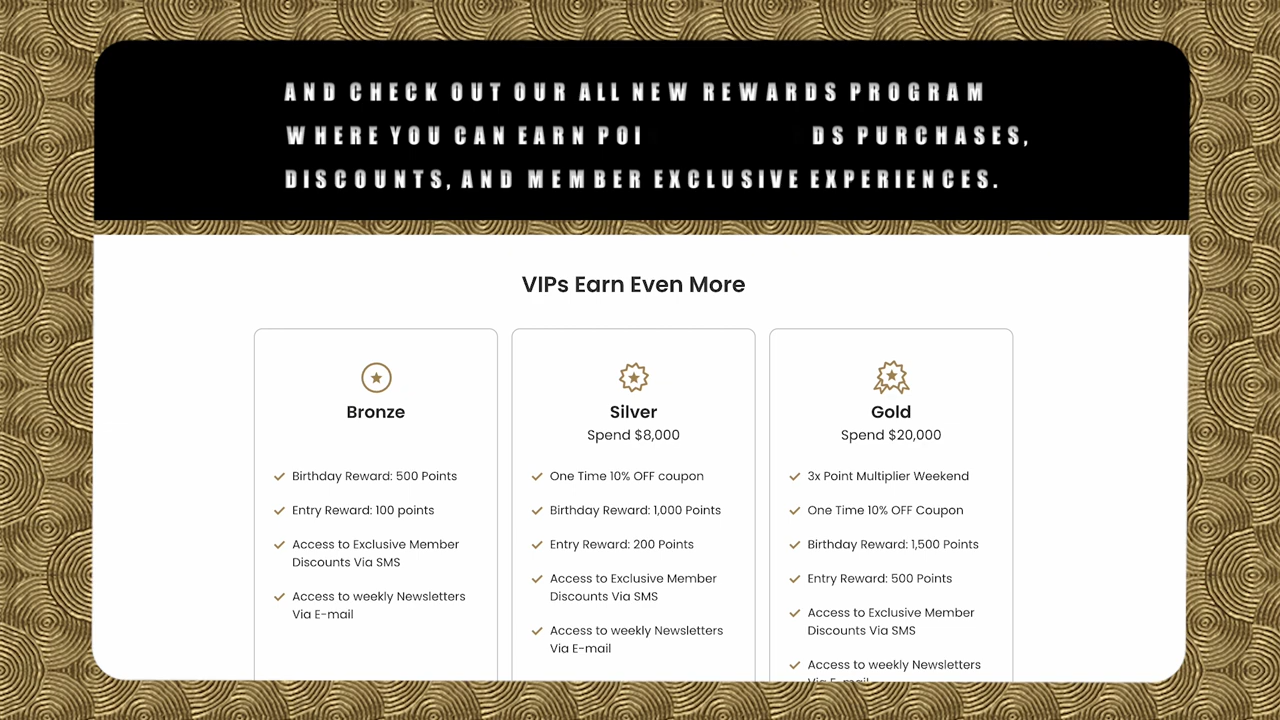 AND CHECK OUT OUR ALL NEW REWARDS PROGRAM
WHERE YOU CAN EARN POI DS PURCHASES,
DISCOUNTS, AND MEMBER EXCLUSIVE EXPERIENCES.
VIPs Earn Even More
Bronze
Birthday Reward: 500 Points
Entry Reward: 100 points
Access to Exclusive Member
Discounts Via SMS
Access to weekly Newsletters
Via E-mail
Silver
Spend $8,000
One Time 10% OFF coupon
Birthday Reward: 1,000 Points
Entry Reward: 200 Points
Access to Exclusive Member
Discounts Via SMS
Access to weekly Newsletters
Via E-mail
Gold
Spend $20,000
3x Point Multiplier Weekend
One Time 10% OFF Coupon
Birthday Reward: 1,500 Points
Entry Reward: 500 Points
Access to Exclusive Member
Discounts Via SMS
Access to weekly Newsletters
Via E-mail